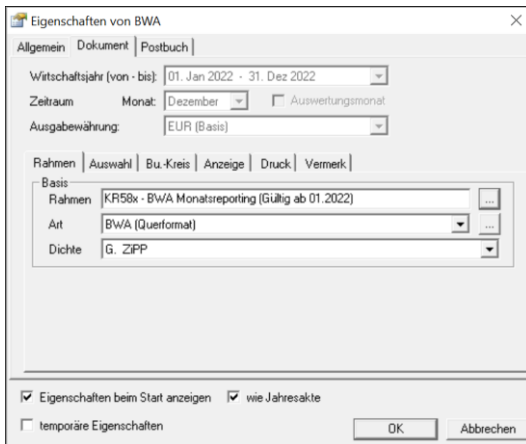 Eigenschaften von BWA
Allgemein Dokument Postbuch
Wirtschaftsjahr (von - bis): 01. Jan 2022 - 31. Dez 2022
Zeitraum Monat: Dezember Auswertungsmonat
Ausgabewährung: EUR (Basis)
Rahmen Auswahl Bu.-Kreis Anzeige Druck Vermerk
Basis
Rahmen KR58x - BWA Monatsreporting (Gültig ab 01.2022) ...
Art BWA (Querformat) ...
Dichte G. ZiPP
Eigenschaften beim Start anzeigen wie Jahresakte
temporäre Eigenschaften OK Abbrechen